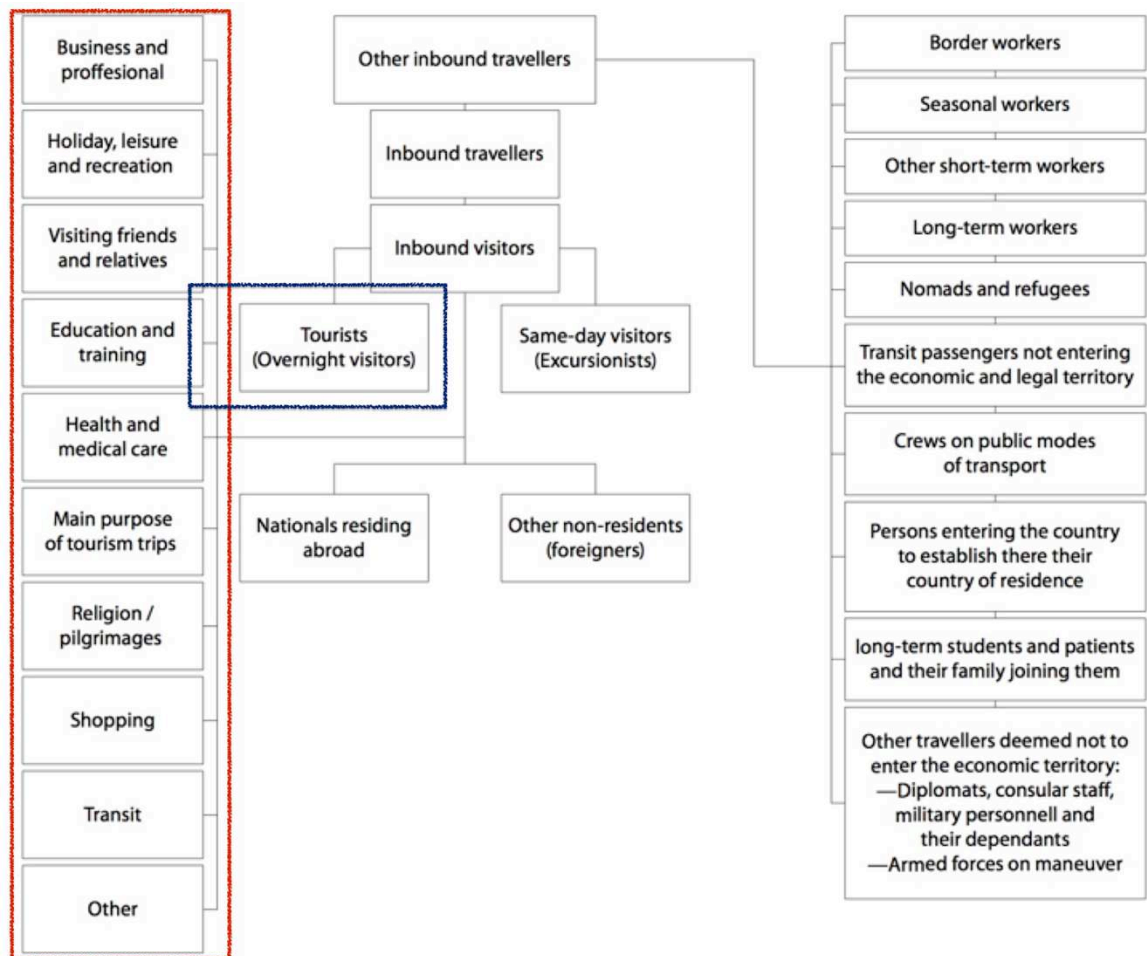 Business and
proffesional
Holiday, leisure
and recreation
Visiting friends
and relatives
Education and
training
Health and
medical care
Main purpose
of tourism trips
Religion /
pilgrimages
Shopping
Transit
Other
Other inbound travellers
Inbound travellers
Inbound visitors
Tourists
(Overnight visitors)
Same-day visitors
(Excursionists)
Nationals residing
abroad
Other non-residents
(foreigners)
Border workers
Seasonal workers
Other short-term workers
Long-term workers
Nomads and refugees
Transit passengers not entering
the economic and legal territory
Crews on public modes
of transport
Persons entering the country
to establish there their
country of residence
long-term students and patients
and their family joining them
Other travellers deemed not to
enter the economic territory:
—Diplomats, consular staff,
military personnell and
their dependants
—Armed forces on maneuver